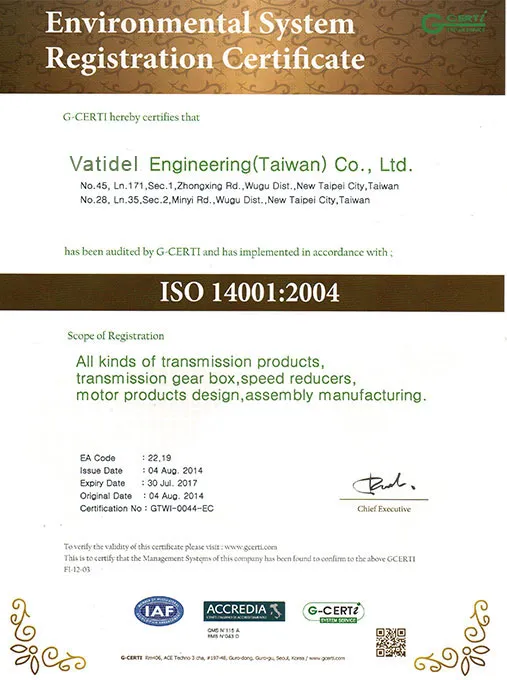 Environmental System
Registration Certificate
G-CERTi
G-CERTI hereby certifies that
Vatidel Engineering(Taiwan) Co., Ltd.
No.45, Ln.171,Sec.1,Zhongxing Rd.,Wugu Dist.,New Taipei City,Taiwan
No.28, Ln.35,Sec.2,Minyi Rd.,Wugu Dist.,New Taipei City,Taiwan
has been audited by G-CERTI and has implemented in accordance with ;
ISO 14001:2004
Scope of Registration
All kinds of transmission products,
transmission gear box,speed reducers,
motor products design,assembly manufacturing.
EA Code : 22,19
Issue Date : 04 Aug. 2014
Expiry Date : 30 Jul. 2017
Original Date : 04 Aug. 2014
Certification No : GTWI-0044-EC
Chief Executive
To verify the validity of this certificate please visit : www.gcerti.com
This is to certify that the Management Systems of this company has been found to confirm to the above GCERTI
F1-12-03
IAF
ACCREDIA
G-CERTi
SYSTEM SERVICE
QMS N°115 A
EMS N°043 D
G-CERTI Rm406, ACE Techno 3 cha, #197-48, Guro-dong, Guro-gu, Seoul, Korea / www.gcerti.com